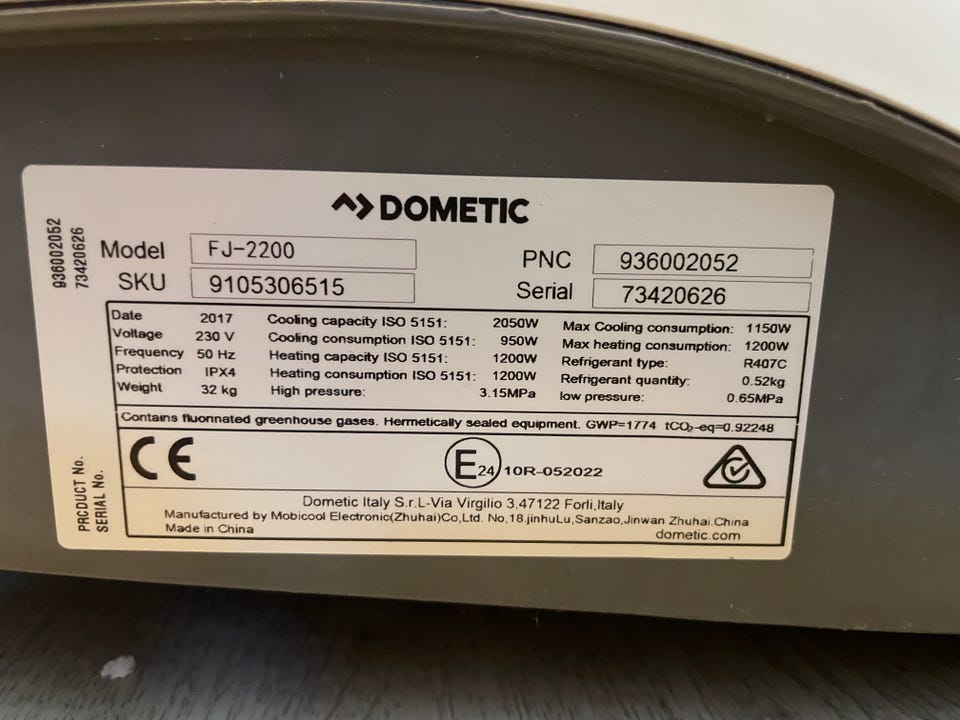 DOMETIC
Model FJ-2200 PNC 936002052
SKU 9105306515 Serial 73420626
936002052
73420626
Date 2017 Cooling capacity ISO 5151: 2050W Max Cooling consumption: 1150W
Voltage 230 V Cooling consumption ISO 5151: 950W Max heating consumption: 1200W
Frequency 50 Hz Heating capacity ISO 5151: 1200W Refrigerant type: R407C
Protection IPX4 Heating consumption ISO 5151: 1200W Refrigerant quantity: 0.52kg
Weight 32 kg High pressure: 3.15MPa low pressure: 0.65MPa
Contains fluonnated greenhouse gases. Hermetically sealed equipment. GWP=1774 tCO₂-eq=0.92248
CE E24 10R-052022
PRCDUCT No.
SERIAL No.
Dometic Italy S.r.L-Via Virgilio 3,47122 Forli,Italy
Manufactured by Mobicool Electronic(Zhuhai)Co,Ltd. No,18,jinhuLu,Sanzao,Jinwan Zhuhai.China
Made in China dometic.com